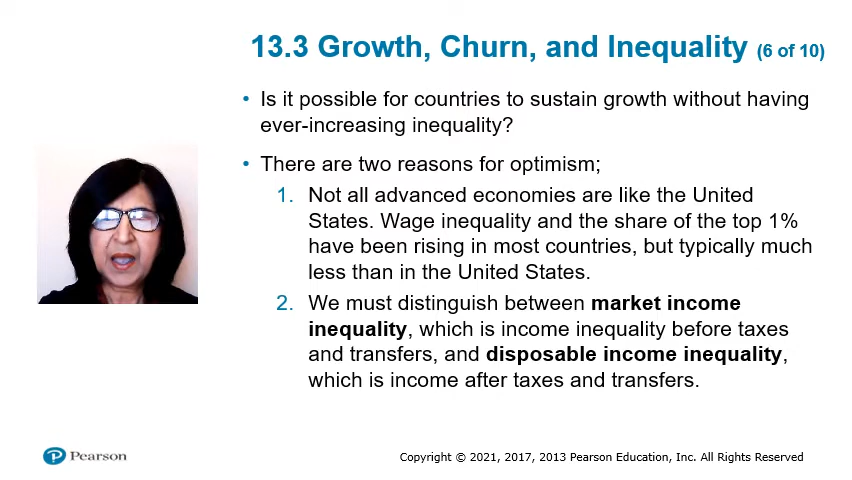 13.3 Growth, Churn, and Inequality (6 of 10)
• Is it possible for countries to sustain growth without having
ever-increasing inequality?
• There are two reasons for optimism;
1. Not all advanced economies are like the United
States. Wage inequality and the share of the top 1%
have been rising in most countries, but typically much
less than in the United States.
2. We must distinguish between market income
inequality, which is income inequality before taxes
and transfers, and disposable income inequality,
which is income after taxes and transfers.
P Pearson
Copyright © 2021, 2017, 2013 Pearson Education, Inc. All Rights Reserved